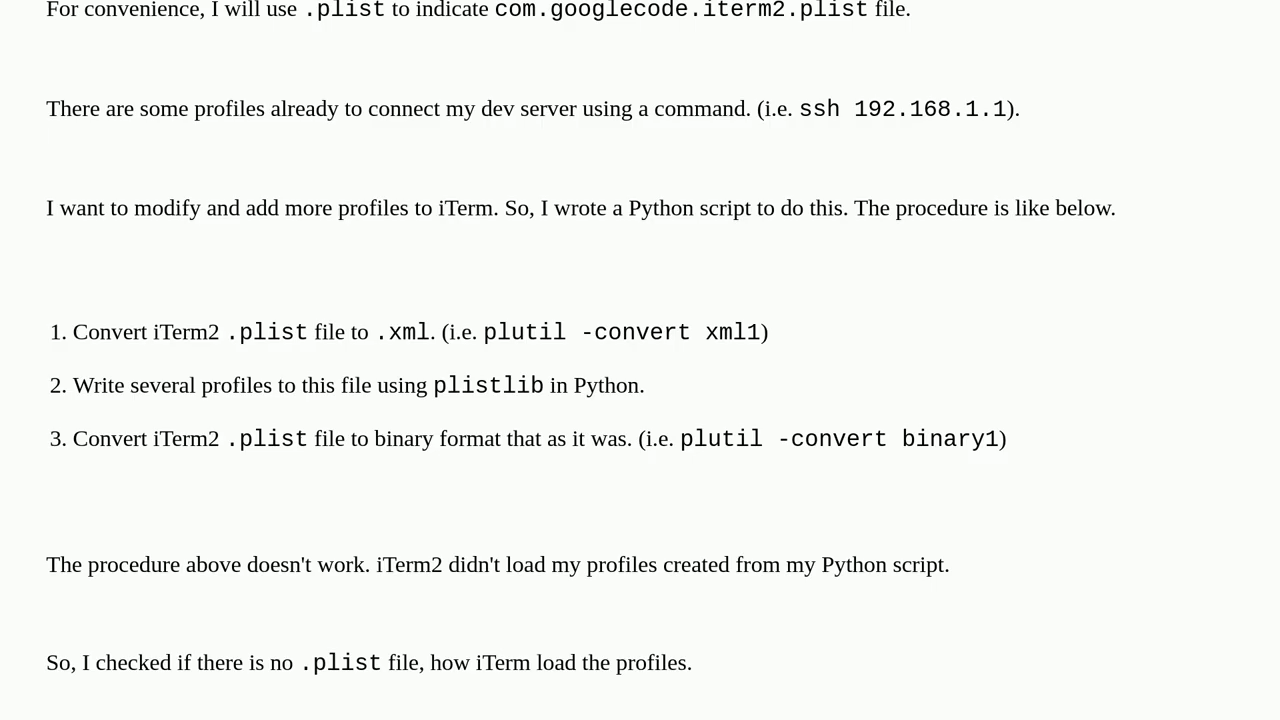 For convenience, I will use .plist to indicate com.googlecode.iterm2.plist file.
There are some profiles already to connect my dev server using a command. (i.e. ssh 192.168.1.1).
I want to modify and add more profiles to iTerm. So, I wrote a Python script to do this. The procedure is like below.
1. Convert iTerm2 .plist file to .xml. (i.e. plutil -convert xml1)
2. Write several profiles to this file using plistlib in Python.
3. Convert iTerm2 .plist file to binary format that as it was. (i.e. plutil -convert binary1)
The procedure above doesn't work. iTerm2 didn't load my profiles created from my Python script.
So, I checked if there is no .plist file, how iTerm load the profiles.